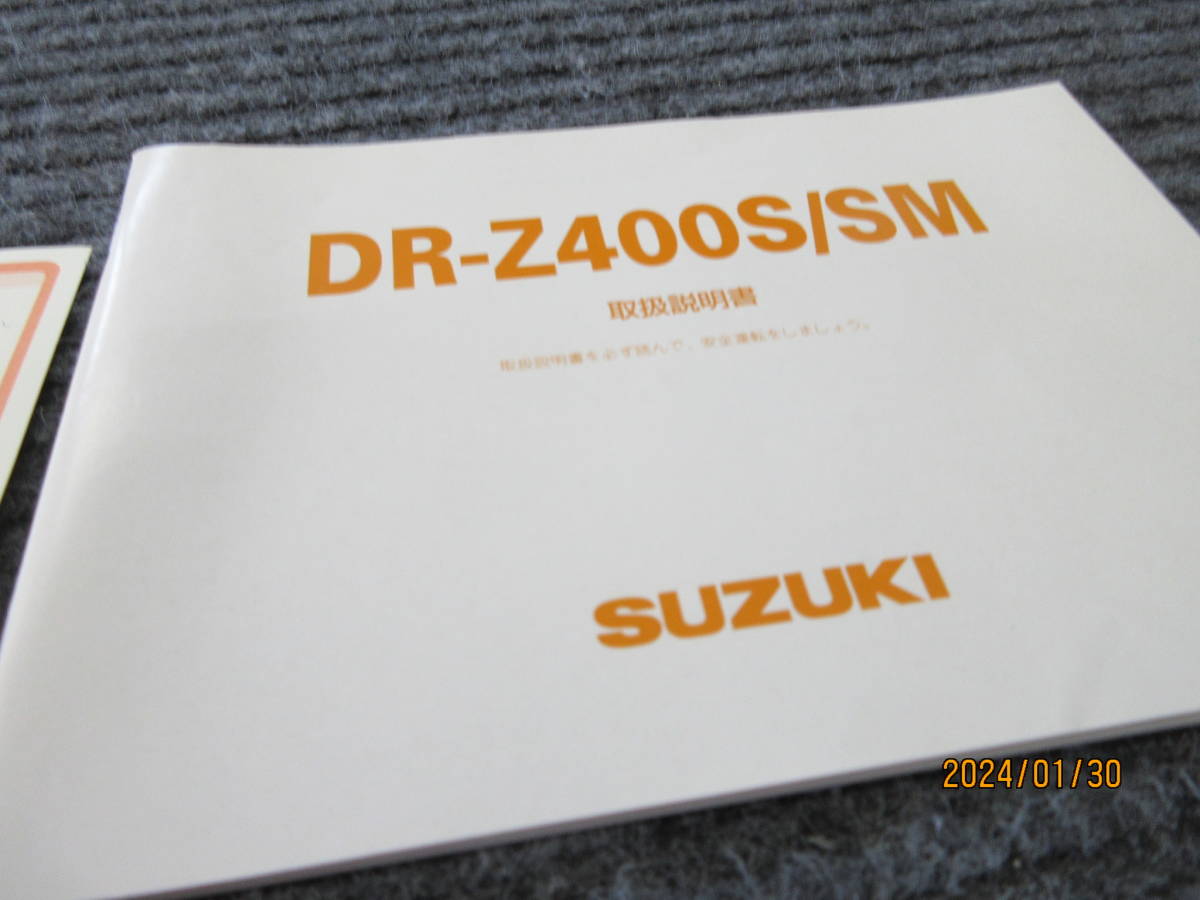 DR-Z400S/SM
取扱説明書
取扱説明書を必ず読んで、安全運転をしましょう。
SUZUKI
2024/01/30